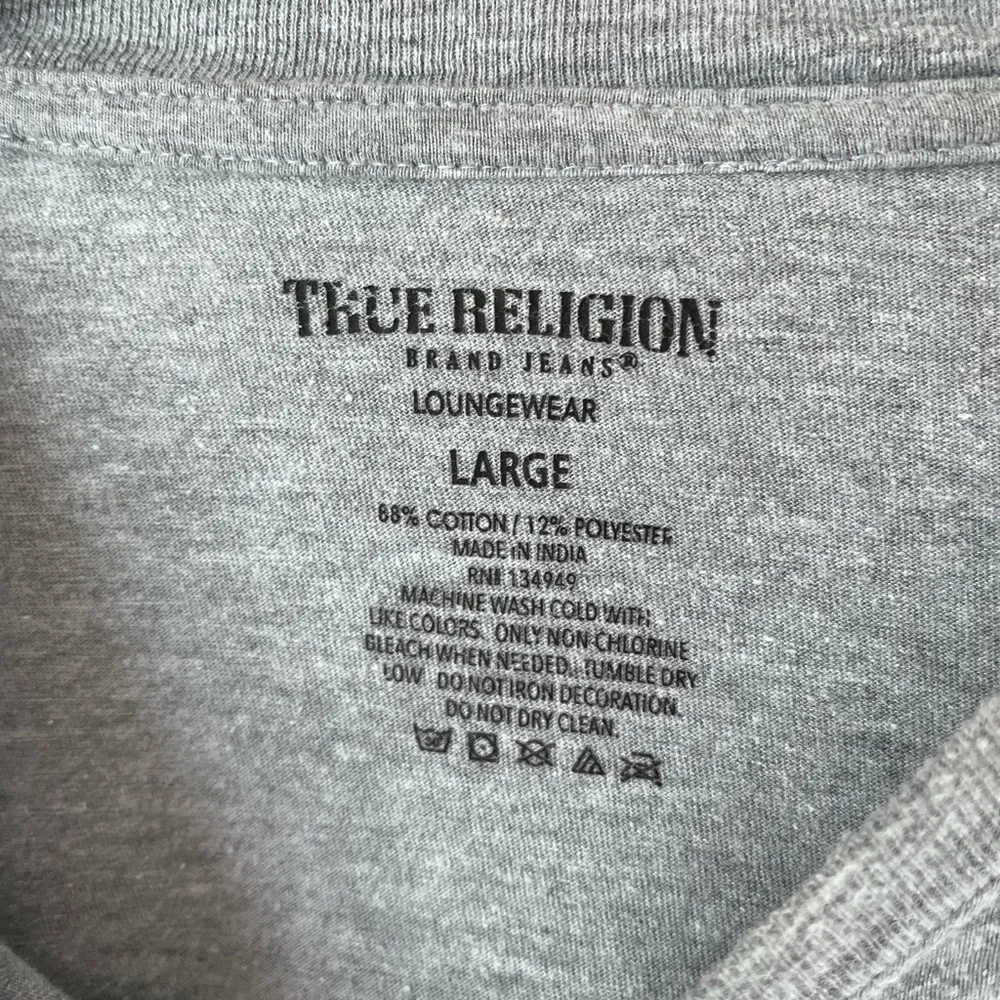 TRUE RELIGION
BRAND JEANS®
LOUNGEWEAR
LARGE
88% COTTON / 12% POLYESTER
MADE IN INDIA
RN# 134949
MACHINE WASH COLD WITH
LIKE COLORS. ONLY NON CHLORINE
BLEACH WHEN NEEDED. TUMBLE DRY
LOW DO NOT IRON DECORATION.
DO NOT DRY CLEAN.